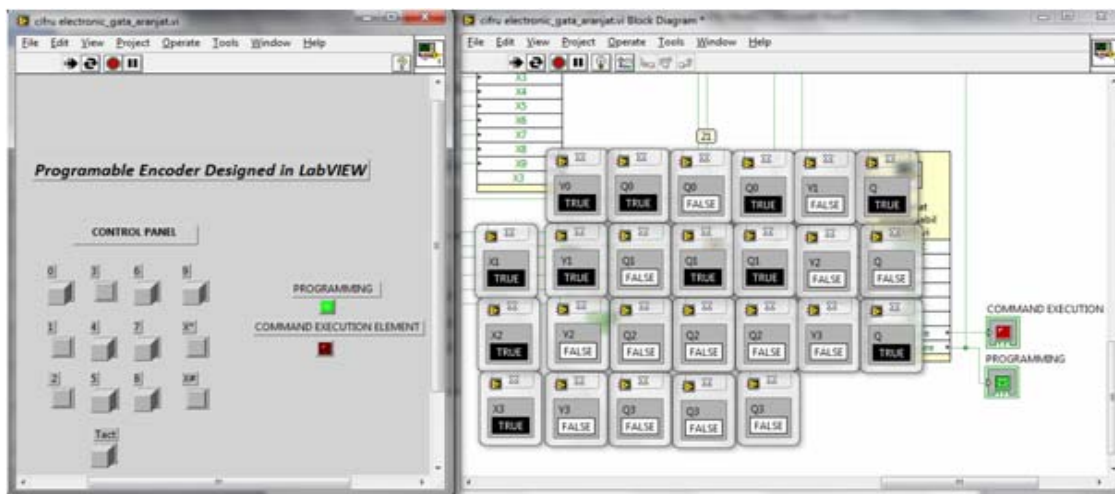 cifru electronic_gata_aranjat.vi
File Edit View Project Operate Tools Window Help
Programable Encoder Designed in LabVIEW
CONTROL PANEL
0 3 6 9
1 4 7 X*
2 5 8 X#
Tact
PROGRAMMING
COMMAND EXECUTION ELEMENT
cifru electronic_gata_aranjat.vi Block Diagram *
File Edit View Project Operate Tools Window Help
X3
X4
X5
X6
X7
X8
X9
X3
21
Y0 Q0 Q0 Q0 Y1 Q
TRUE TRUE FALSE TRUE FALSE TRUE
X1 Y1 Q1 Q1 Q1 Y2 Q
TRUE TRUE FALSE TRUE TRUE FALSE FALSE
X2 Y2 Q2 Q2 Q2 Y3 Q
TRUE FALSE FALSE FALSE FALSE FALSE TRUE
X3 Y3 Q3 Q3 Q3
TRUE FALSE FALSE FALSE FALSE
COMMAND EXECUTION
PROGRAMMING